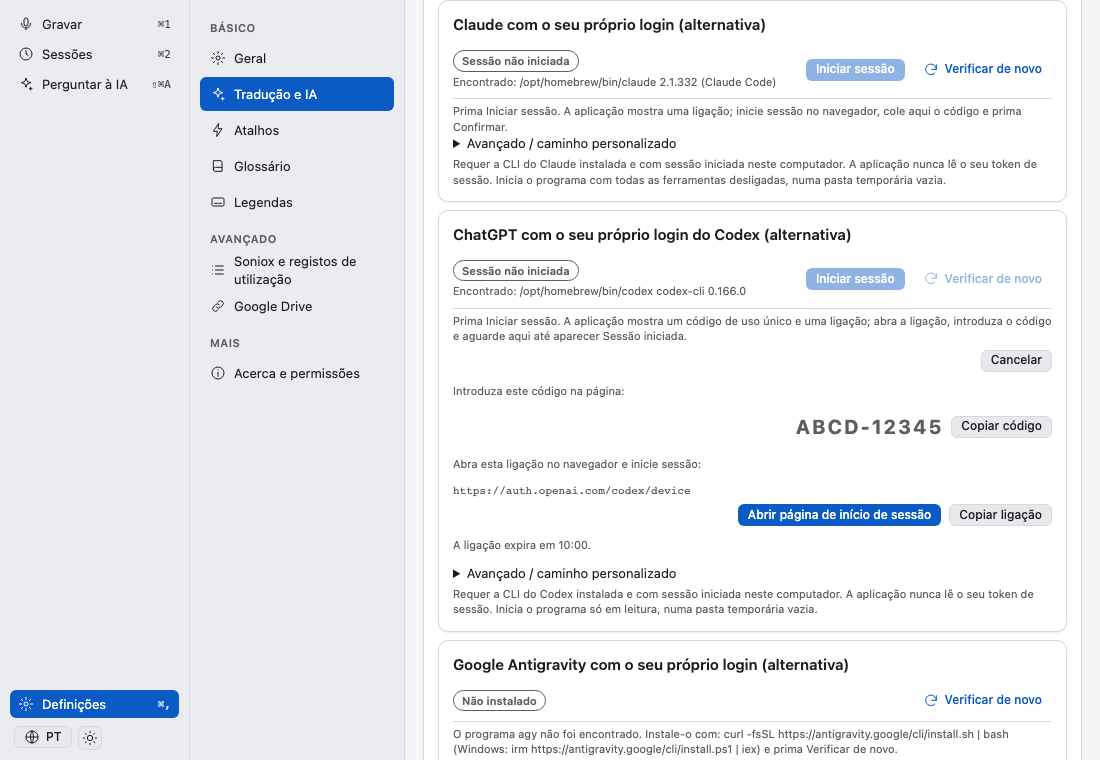 Gravar ⌘1
Sessões ⌘2
Perguntar à IA ⇧⌘A
Definições ⌘,
PT
BÁSICO
Geral
Tradução e IA
Atalhos
Glossário
Legendas
AVANÇADO
Soniox e registos de
utilização
Google Drive
MAIS
Acerca e permissões
Claude com o seu próprio login (alternativa)
Sessão não iniciada
Encontrado: /opt/homebrew/bin/claude 2.1.332 (Claude Code)
Iniciar sessão
Verificar de novo
Prima Iniciar sessão. A aplicação mostra uma ligação; inicie sessão no navegador, cole aqui o código e prima
Confirmar.
Avançado / caminho personalizado
Requer a CLI do Claude instalada e com sessão iniciada neste computador. A aplicação nunca lê o seu token de
sessão. Inicia o programa com todas as ferramentas desligadas, numa pasta temporária vazia.
ChatGPT com o seu próprio login do Codex (alternativa)
Sessão não iniciada
Encontrado: /opt/homebrew/bin/codex codex-cli 0.166.0
Iniciar sessão
Verificar de novo
Prima Iniciar sessão. A aplicação mostra um código de uso único e uma ligação; abra a ligação, introduza o código
e aguarde aqui até aparecer Sessão iniciada.
Cancelar
Introduza este código na página:
ABCD-12345
Copiar código
Abra esta ligação no navegador e inicie sessão:
https://auth.openai.com/codex/device
Abrir página de início de sessão
Copiar ligação
A ligação expira em 10:00.
Avançado / caminho personalizado
Requer a CLI do Codex instalada e com sessão iniciada neste computador. A aplicação nunca lê o seu token de
sessão. Inicia o programa só em leitura, numa pasta temporária vazia.
Google Antigravity com o seu próprio login (alternativa)
Não instalado
Verificar de novo
O programa agy não foi encontrado. Instale-o com: curl -fsSL https://antigravity.google/cli/install.sh | bash
(Windows: irm https://antigravity.google/cli/install.ps1 | iex) e prima Verificar de novo.